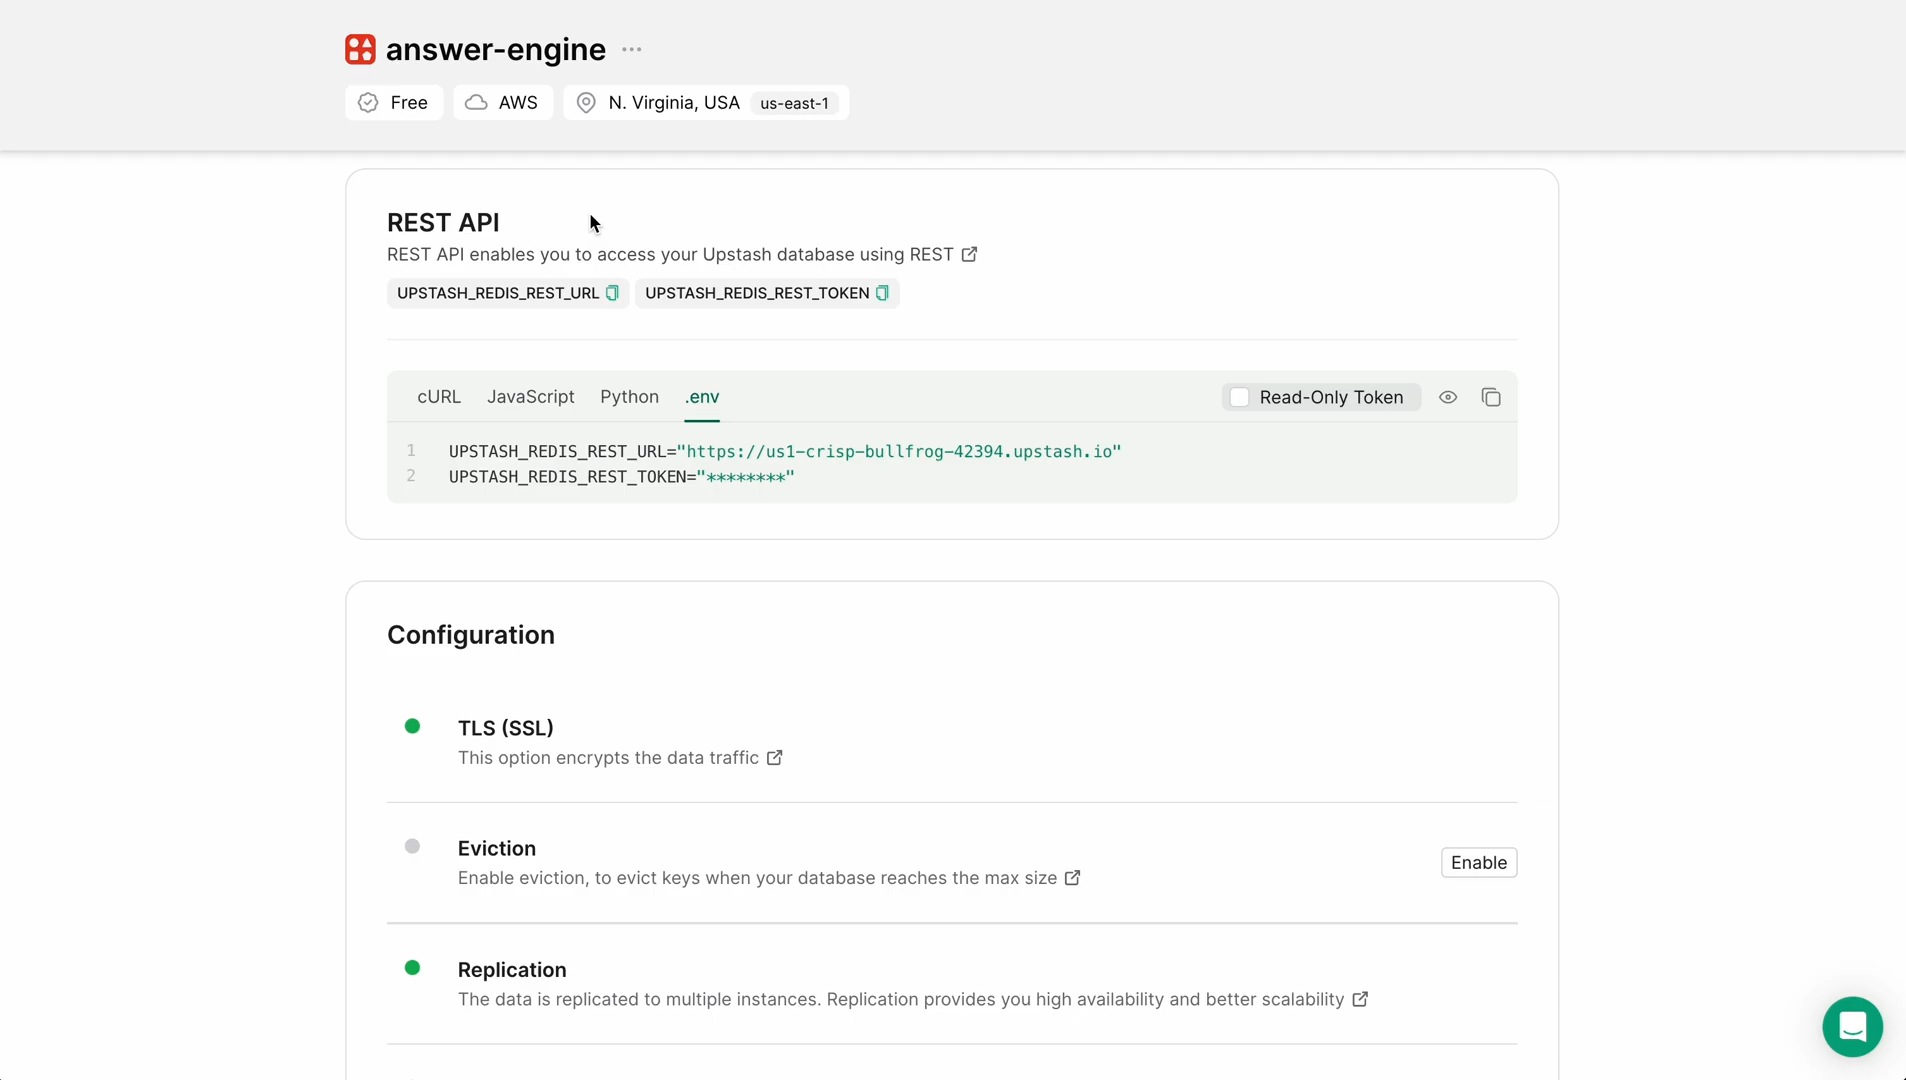 answer-engine
Free
AWS
N. Virginia, USA us-east-1
REST API
REST API enables you to access your Upstash database using REST
UPSTASH_REDIS_REST_URL UPSTASH_REDIS_REST_TOKEN
cURL JavaScript Python .env Read-Only Token
1 UPSTASH_REDIS_REST_URL="https://us1-crisp-bullfrog-42394.upstash.io"
2 UPSTASH_REDIS_REST_TOKEN="********"
Configuration
TLS (SSL)
This option encrypts the data traffic
Eviction
Enable eviction, to evict keys when your database reaches the max size
Enable
Replication
The data is replicated to multiple instances. Replication provides you high availability and better scalability